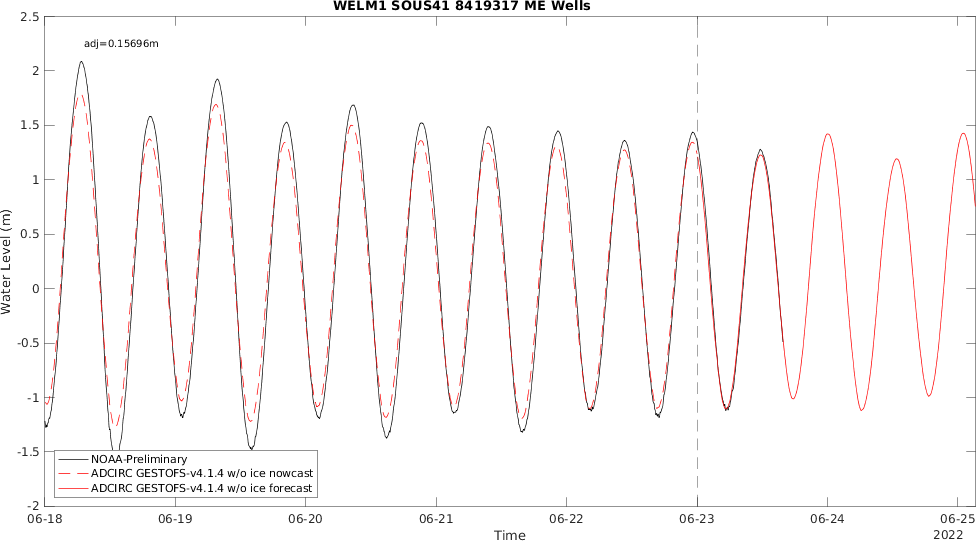 WELM1 SOUS41 8419317 ME Wells
adj=0.15696m
2.5
2
1.5
1
0.5
0
-0.5
-1
-1.5
-2
Water Level (m)
NOAA-Preliminary
ADCIRC GESTOFS-v4.1.4 w/o ice nowcast
ADCIRC GESTOFS-v4.1.4 w/o ice forecast
06-18 06-19 06-20 06-21 06-22 06-23 06-24 06-25
Time
2022